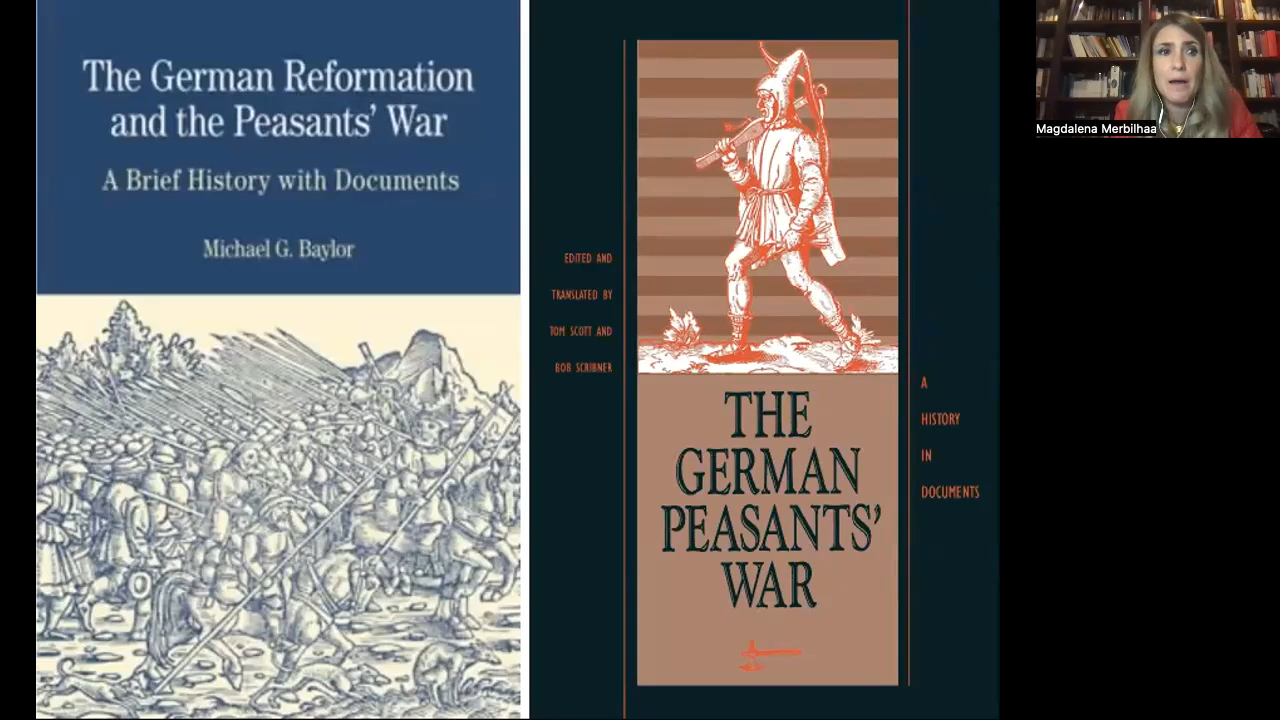 The German Reformation
and the Peasants' War
A Brief History with Documents
Michael G. Baylor
EDITED AND
TRANSLATED BY
TOM SCOTT AND
BOB SCRIBNER
THE
GERMAN
PEASANTS'
WAR
A
HISTORY
IN
DOCUMENTS
Magdalena Merbilhaa